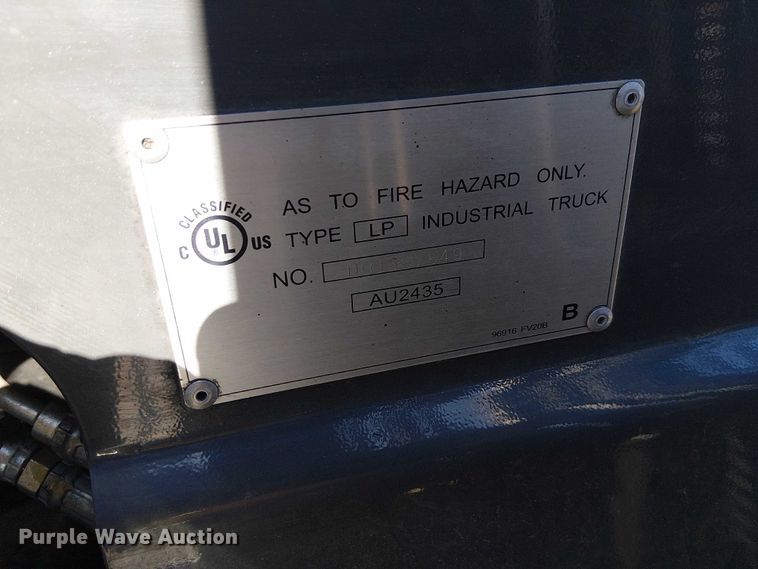 CLASSIFIED
C UL US
AS TO FIRE HAZARD ONLY.
TYPE LP INDUSTRIAL TRUCK
NO.
AU2435
96916 FV20B B
Purple Wave Auction